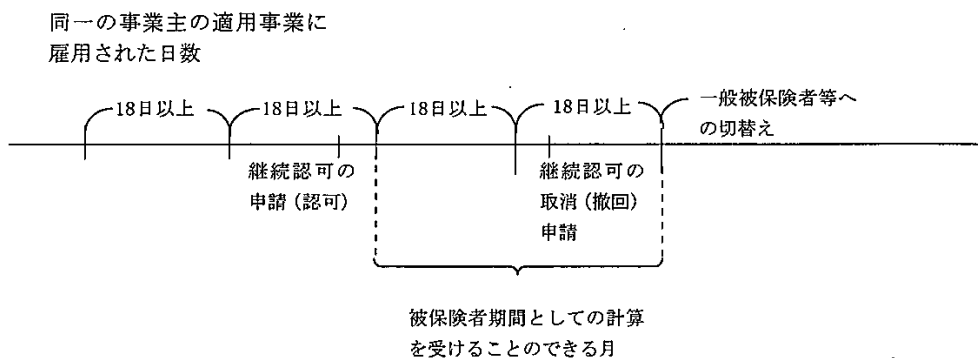 同一の事業主の適用事業に
雇用された日数
18日以上
18日以上
18日以上
18日以上
一般被保険者等へ
の切替え
継続認可の
申請(認可)
継続認可の
取消(撤回)
申請
被保険者期間としての計算
を受けることのできる月